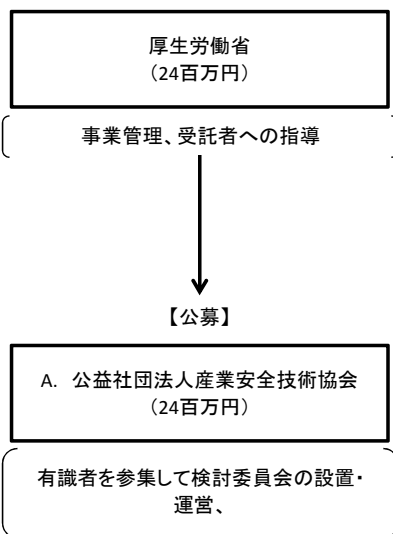 厚生労働省
（24百万円）
事業管理、受託者への指導
【公募】
A. 公益社団法人産業安全技術協会
（24百万円）
有識者を参集して検討委員会の設置・
運営、